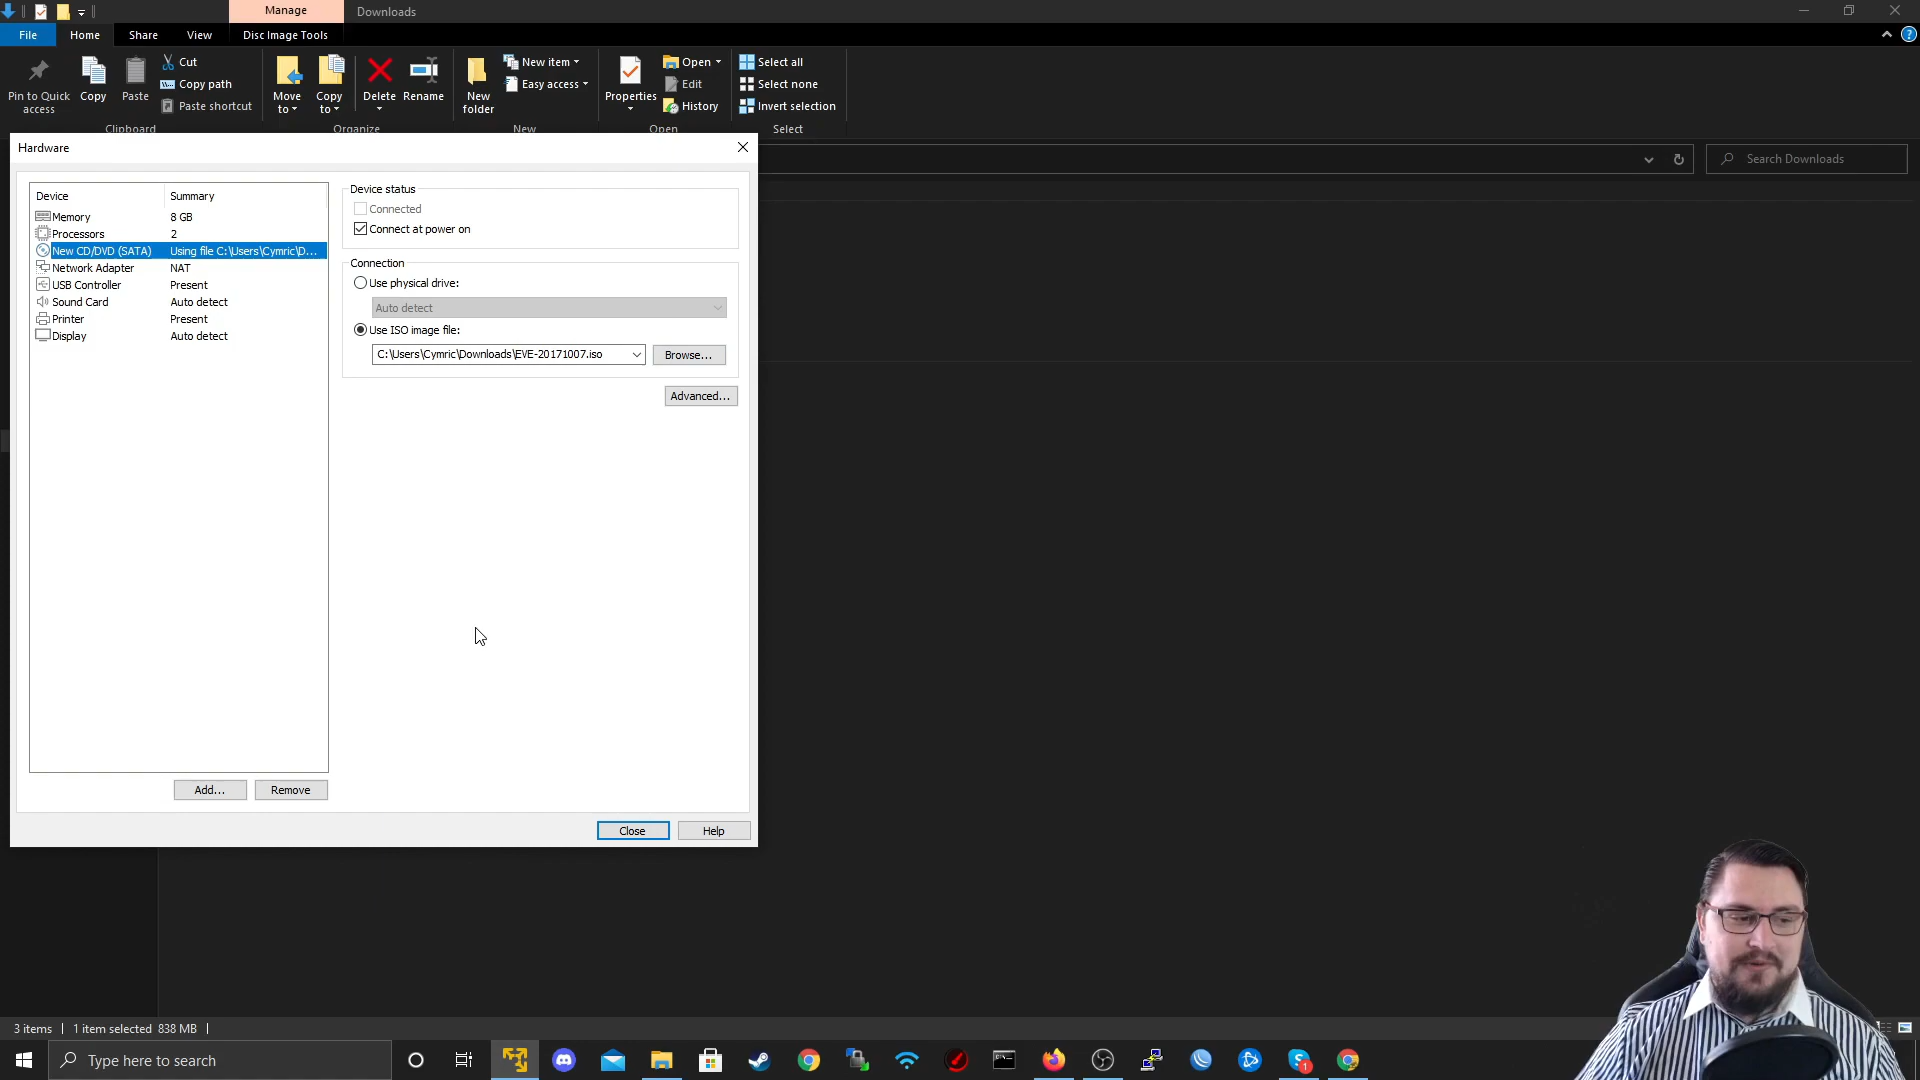 Manage
Downloads
File
Home
Share
View
Disc Image Tools
Pin to Quick
access
Copy
Paste
Cut
Copy path
Paste shortcut
Move
to
Copy
to
Delete
Rename
New
folder
New item
Easy access
Properties
Open
Edit
History
Select all
Select none
Invert selection
Clipboard
Organize
New
Open
Select
Hardware
Search Downloads
Device
Summary
Memory 8 GB
Processors 2
New CD/DVD (SATA) Using file C:\Users\Cymric\D...
Network Adapter NAT
USB Controller Present
Sound Card Auto detect
Printer Present
Display Auto detect
Device status
Connected
Connect at power on
Connection
Use physical drive:
Auto detect
Use ISO image file:
C:\Users\Cymric\Downloads\EVE-20171007.iso
Browse...
Advanced...
Add...
Remove
Close
Help
3 items
1 item selected 838 MB
Type here to search
1